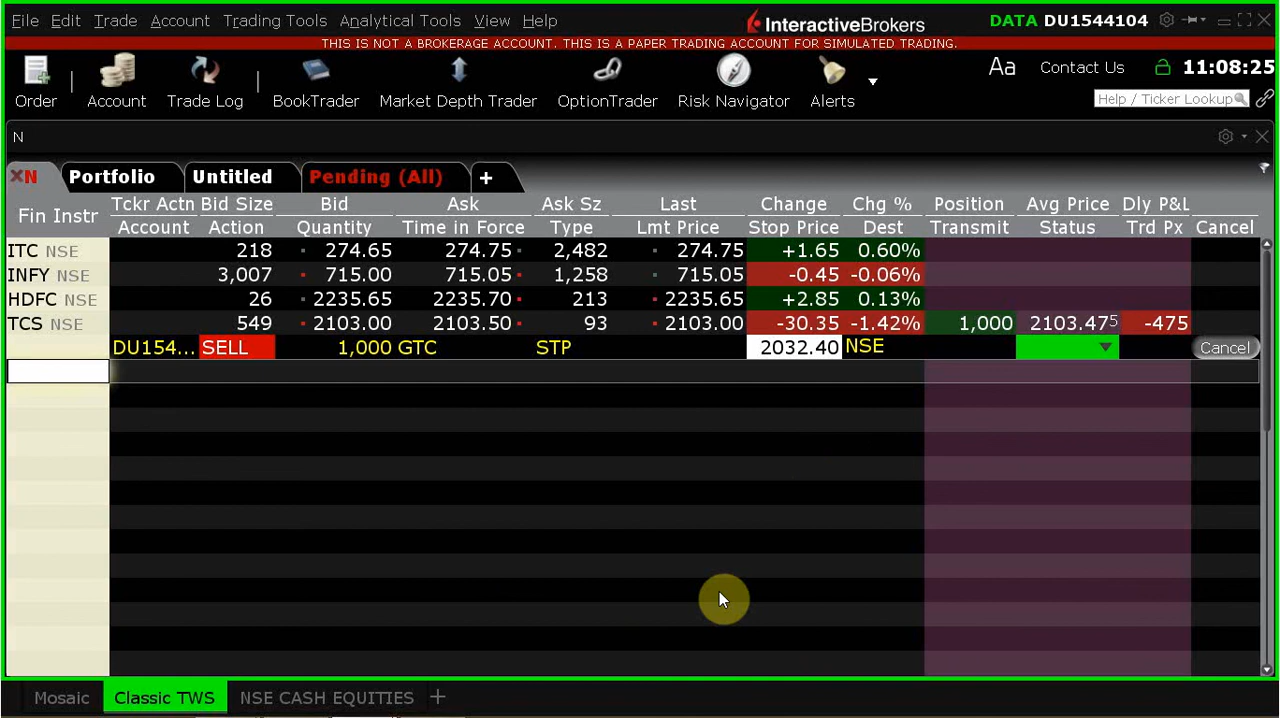 File Edit Trade Account Trading Tools Analytical Tools View Help InteractiveBrokers DATA DU1544104
THIS IS NOT A BROKERAGE ACCOUNT. THIS IS A PAPER TRADING ACCOUNT FOR SIMULATED TRADING.
Order Account Trade Log BookTrader Market Depth Trader OptionTrader Risk Navigator Alerts Aa Contact Us 11:08:25
Help / Ticker Lookup
N
N Portfolio Untitled Pending (All) +
Fin Instr Tckr Actn Bid Size Bid Ask Ask Sz Last Change Chg % Position Avg Price Dly P&L
Account Action Quantity Time in Force Type Lmt Price Stop Price Dest Transmit Status Trd Px Cancel
ITC NSE 218 274.65 274.75 2,482 274.75 +1.65 0.60%
INFY NSE 3,007 715.00 715.05 1,258 715.05 -0.45 -0.06%
HDFC NSE 26 2235.65 2235.70 213 2235.65 +2.85 0.13%
TCS NSE 549 2103.00 2103.50 93 2103.00 -30.35 -1.42% 1,000 2103.475 -475
DU154... SELL 1,000 GTC STP 2032.40 NSE Cancel
Mosaic Classic TWS NSE CASH EQUITIES +